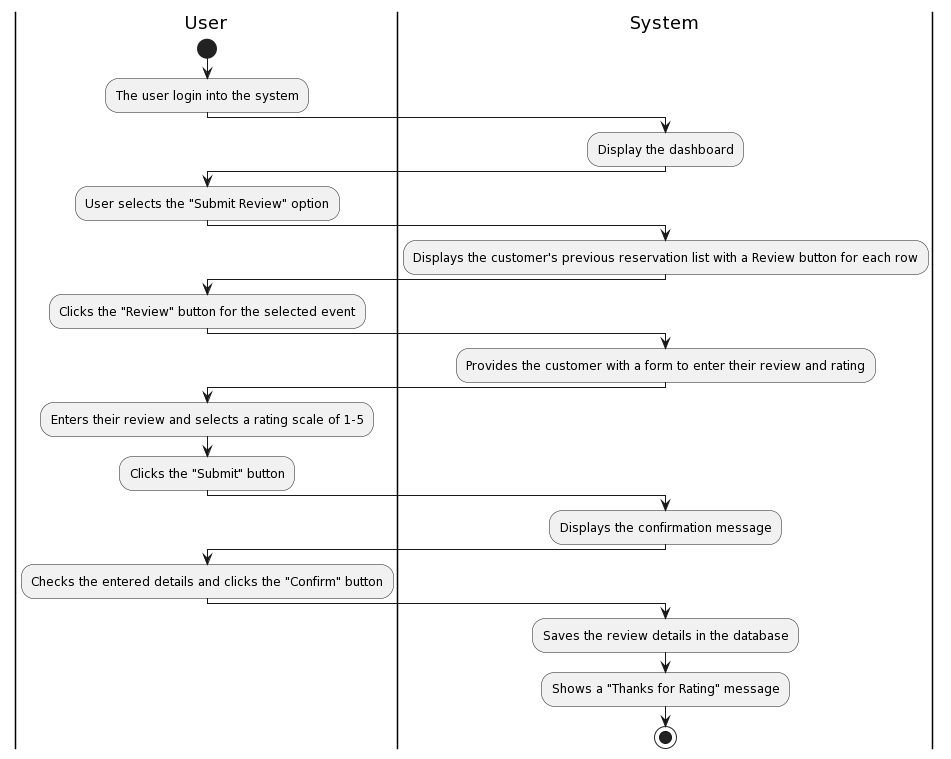 User
System
The user login into the system
Display the dashboard
User selects the "Submit Review" option
Displays the customer's previous reservation list with a Review button for each row
Clicks the "Review" button for the selected event
Provides the customer with a form to enter their review and rating
Enters their review and selects a rating scale of 1-5
Clicks the "Submit" button
Displays the confirmation message
Checks the entered details and clicks the "Confirm" button
Saves the review details in the database
Shows a "Thanks for Rating" message